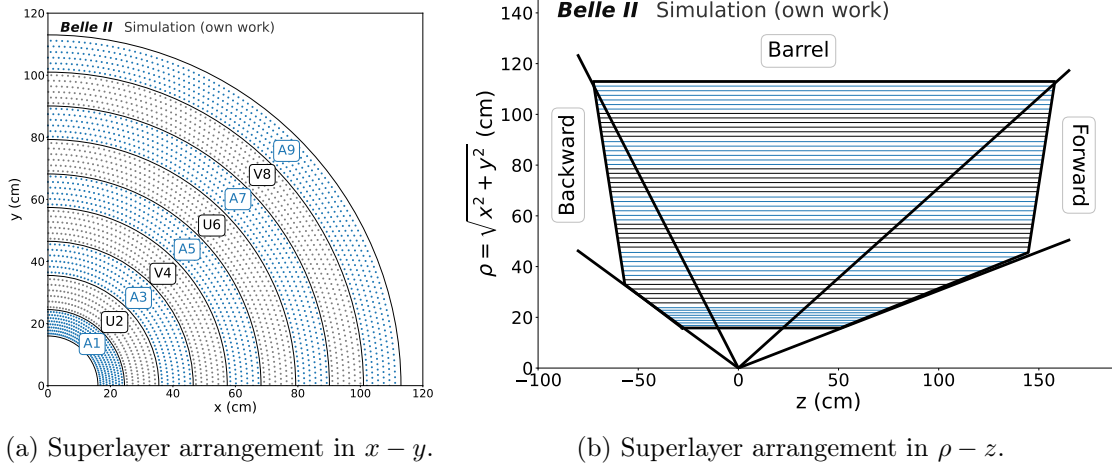 Belle II Simulation (own work)
120
100
80
60
40
20
0
y (cm)
A9
V8
A7
U6
A5
V4
A3
U2
A1
0 20 40 60 80 100 120
x (cm)
(a) Superlayer arrangement in x − y.
Belle II Simulation (own work)
Barrel
Backward
Forward
140
120
100
80
60
40
20
0
ρ = √x² + y² (cm)
−100 −50 0 50 100 150
z (cm)
(b) Superlayer arrangement in ρ − z.